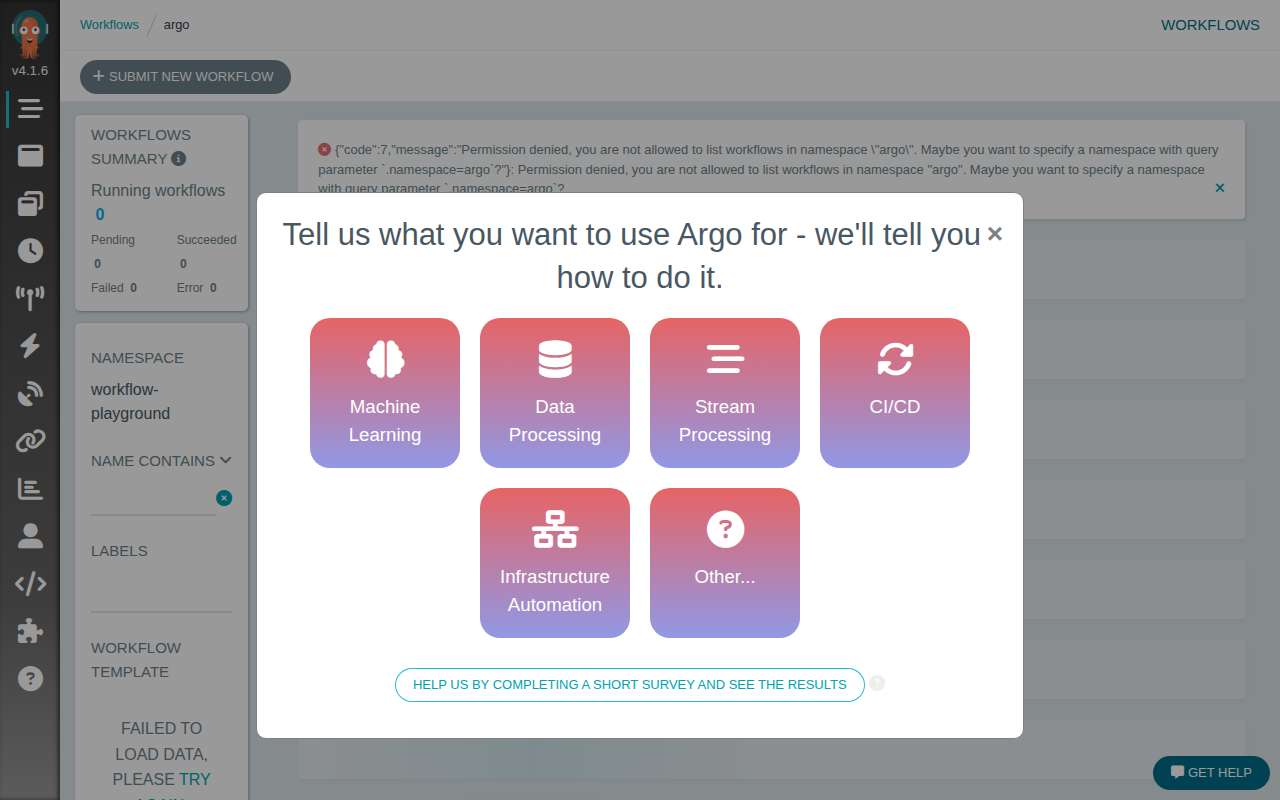 v4.1.6
Workflows
argo
WORKFLOWS
SUBMIT NEW WORKFLOW
WORKFLOWS
SUMMARY
Running workflows
0
Pending
Succeeded
0
0
Failed 0
Error 0
NAMESPACE
workflow-
playground
NAME CONTAINS
LABELS
WORKFLOW
TEMPLATE
FAILED TO
LOAD DATA,
PLEASE TRY
{"code":7,"message":"Permission denied, you are not allowed to list workflows in namespace \"argo\". Maybe you want to specify a namespace with query
parameter `.namespace=argo`?"}: Permission denied, you are not allowed to list workflows in namespace "argo". Maybe you want to specify a namespace
with query parameter `.namespace=argo`?
Tell us what you want to use Argo for - we'll tell you
how to do it.
Machine
Learning
Data
Processing
Stream
Processing
CI/CD
Infrastructure
Automation
Other...
HELP US BY COMPLETING A SHORT SURVEY AND SEE THE RESULTS
GET HELP